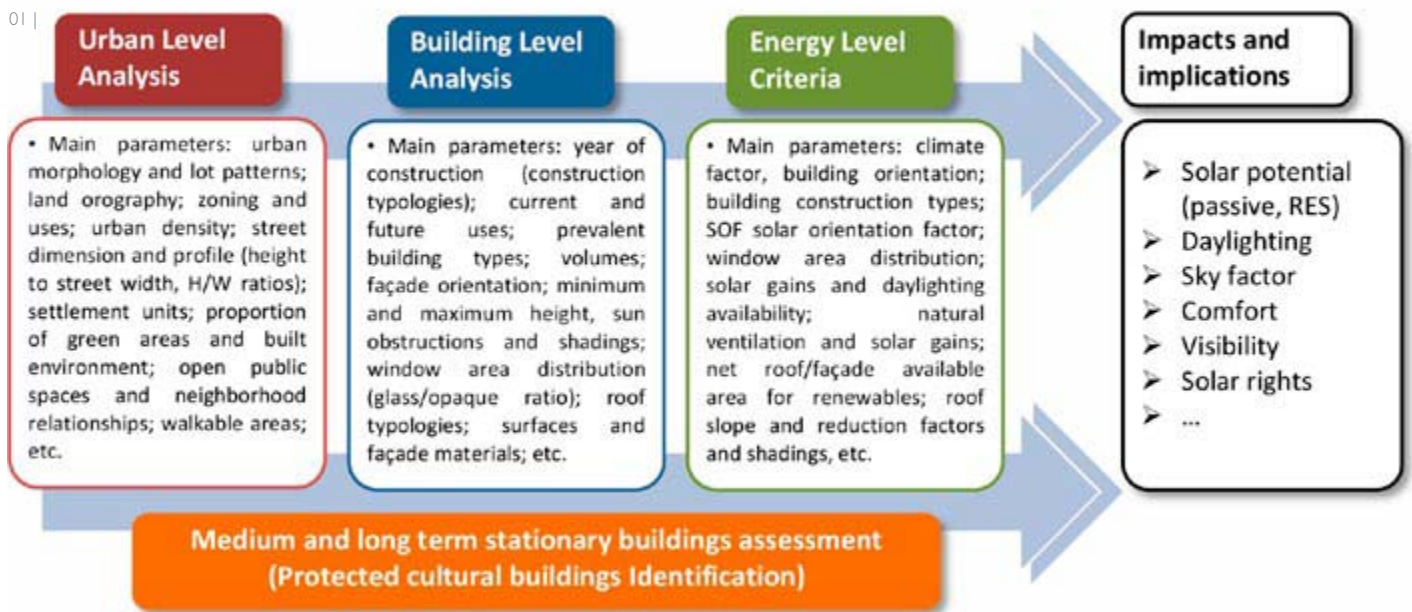 01 |
Urban Level
Analysis
• Main parameters: urban
morphology and lot patterns;
land orography; zoning and
uses; urban density; street
dimension and profile (height
to street width, H/W ratios);
settlement units; proportion
of green areas and built
environment; open public
spaces and neighborhood
relationships; walkable areas;
etc.
Building Level
Analysis
• Main parameters: year of
construction (construction
typologies); current and
future uses; prevalent
building types; volumes;
façade orientation; minimum
and maximum height, sun
obstructions and shadings;
window area distribution
(glass/opaque ratio); roof
typologies; surfaces and
façade materials; etc.
Energy Level
Criteria
• Main parameters: climate
factor, building orientation;
building construction types;
SOF solar orientation factor;
window area distribution;
solar gains and daylighting
availability; natural
ventilation and solar gains;
net roof/façade available
area for renewables; roof
slope and reduction factors
and shadings, etc.
Impacts and
implications
➢ Solar potential
(passive, RES)
➢ Daylighting
➢ Sky factor
➢ Comfort
➢ Visibility
➢ Solar rights
➢ ...
Medium and long term stationary buildings assessment
(Protected cultural buildings Identification)